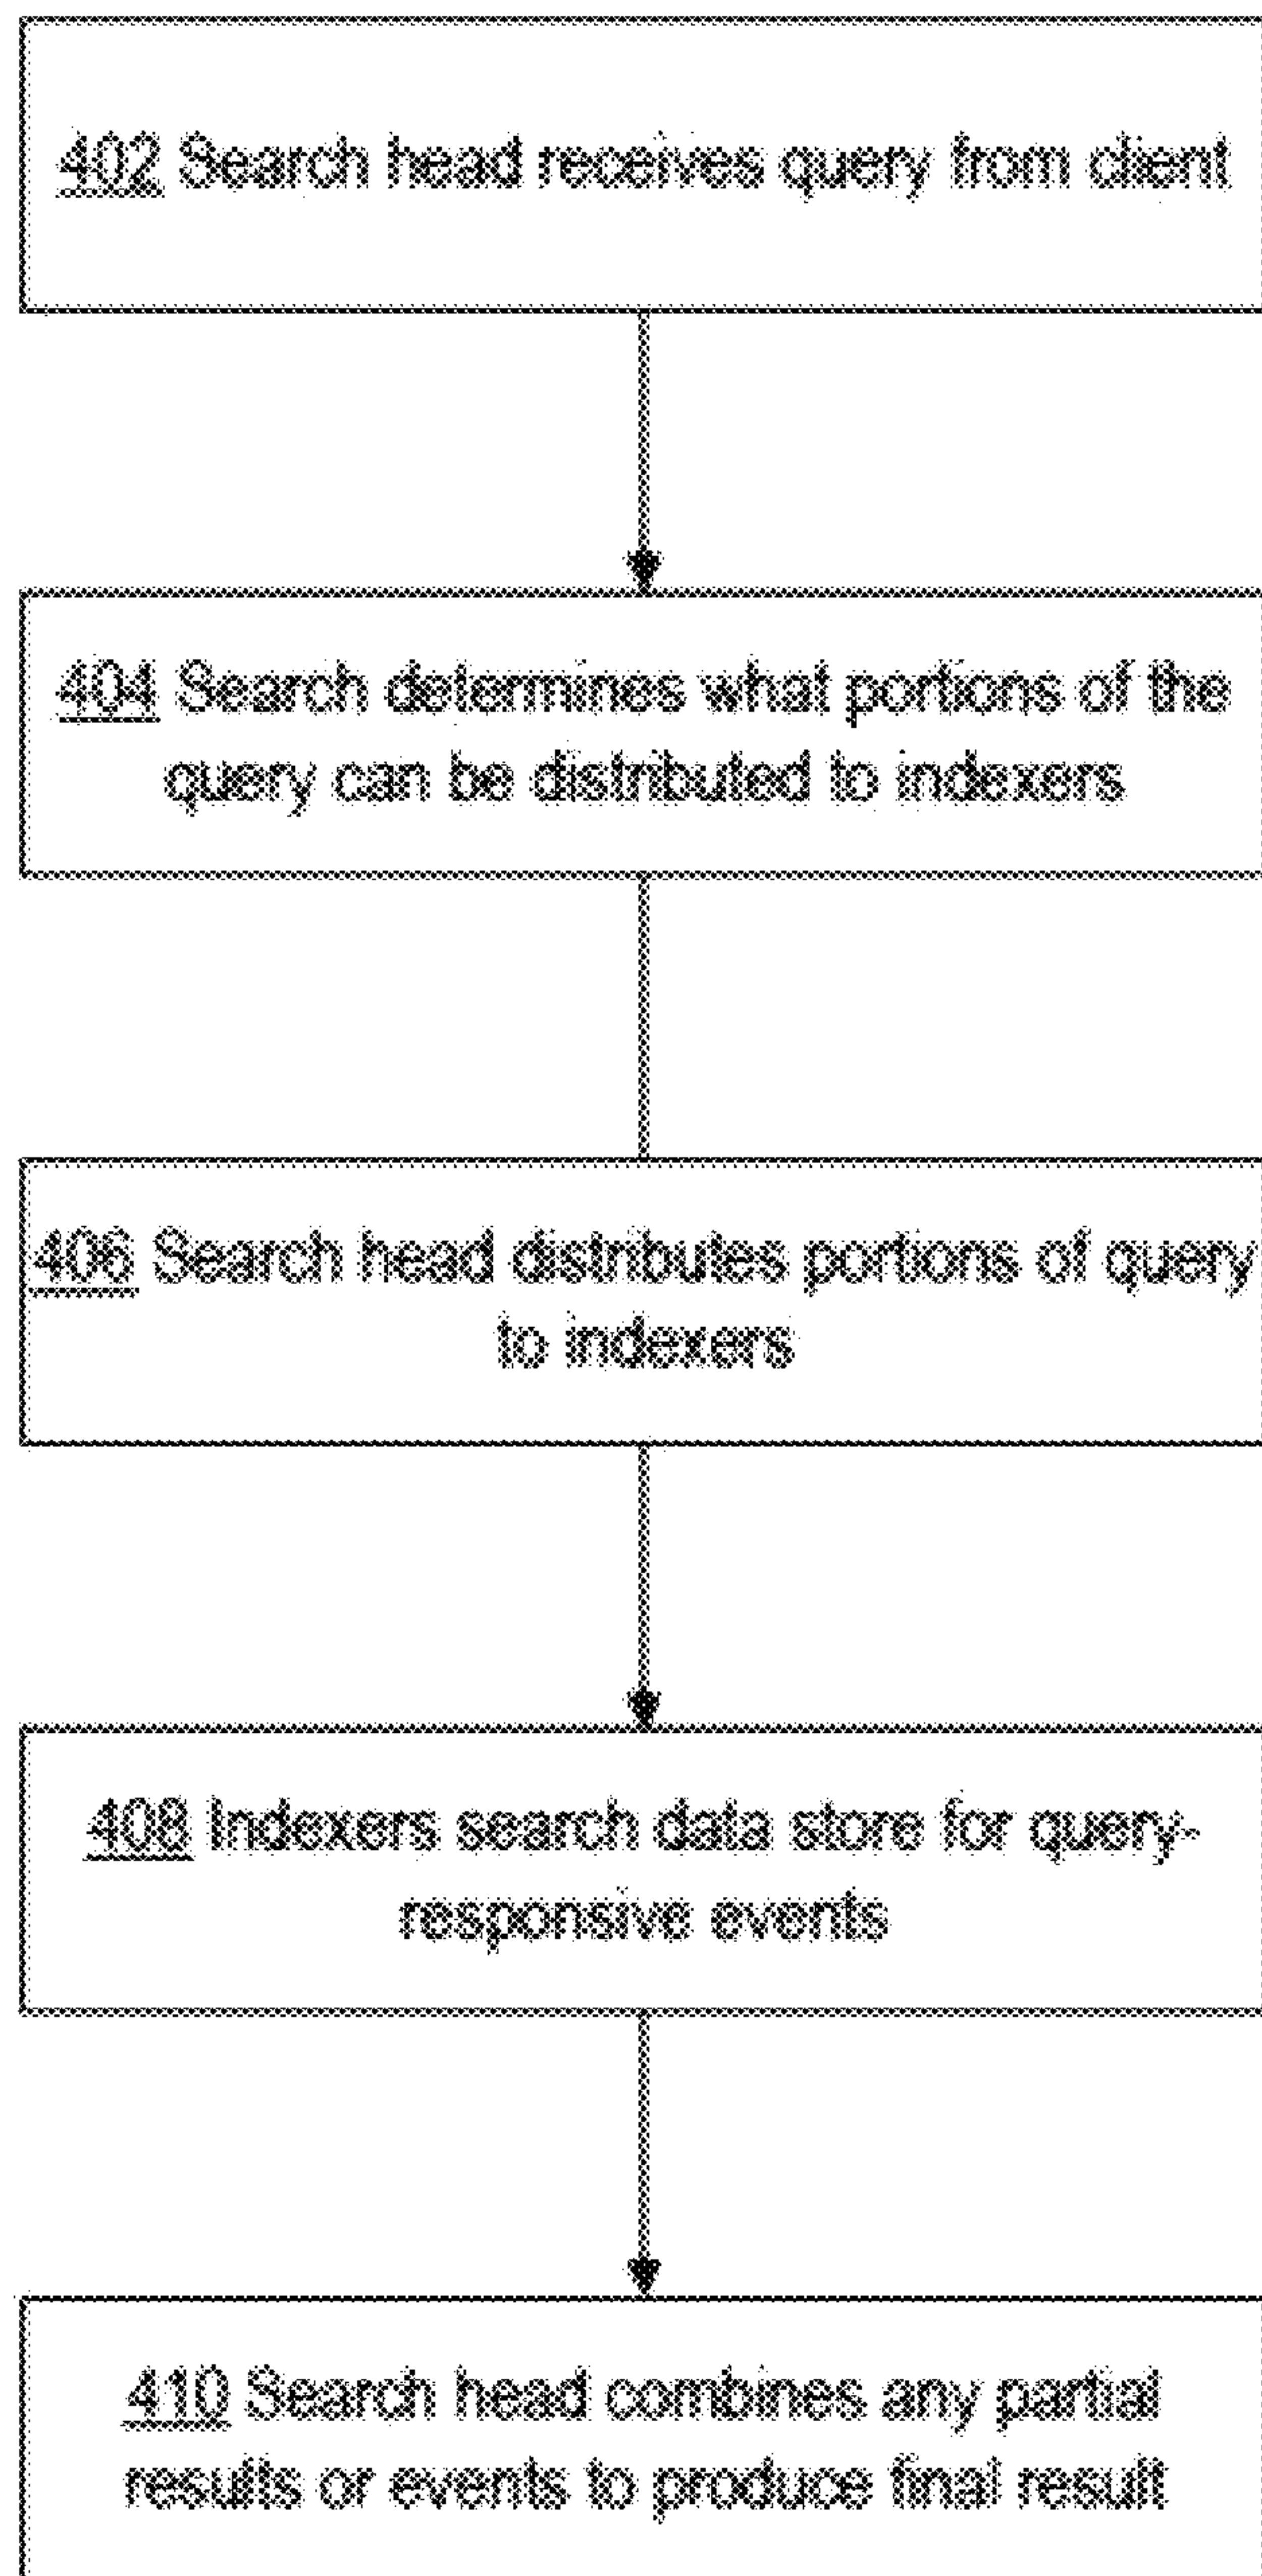 402 Search head receives query from client
404 Search determines what portions of the
query can be distributed to indexers
406 Search head distributes portions of query
to indexers
408 Indexers search data store for query-
responsive events
410 Search head combines any partial
results or events to produce final result